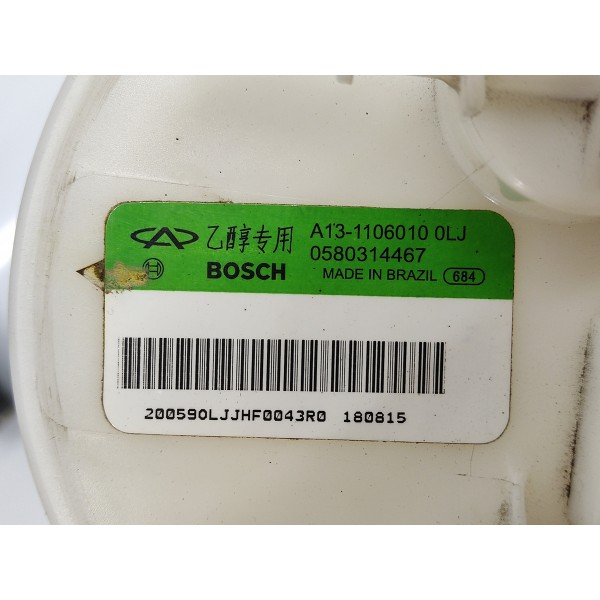 乙醇专用 A13-1106010 0LJ
BOSCH 0580314467
MADE IN BRAZIL 684
200590LJJHF0043R0 180815